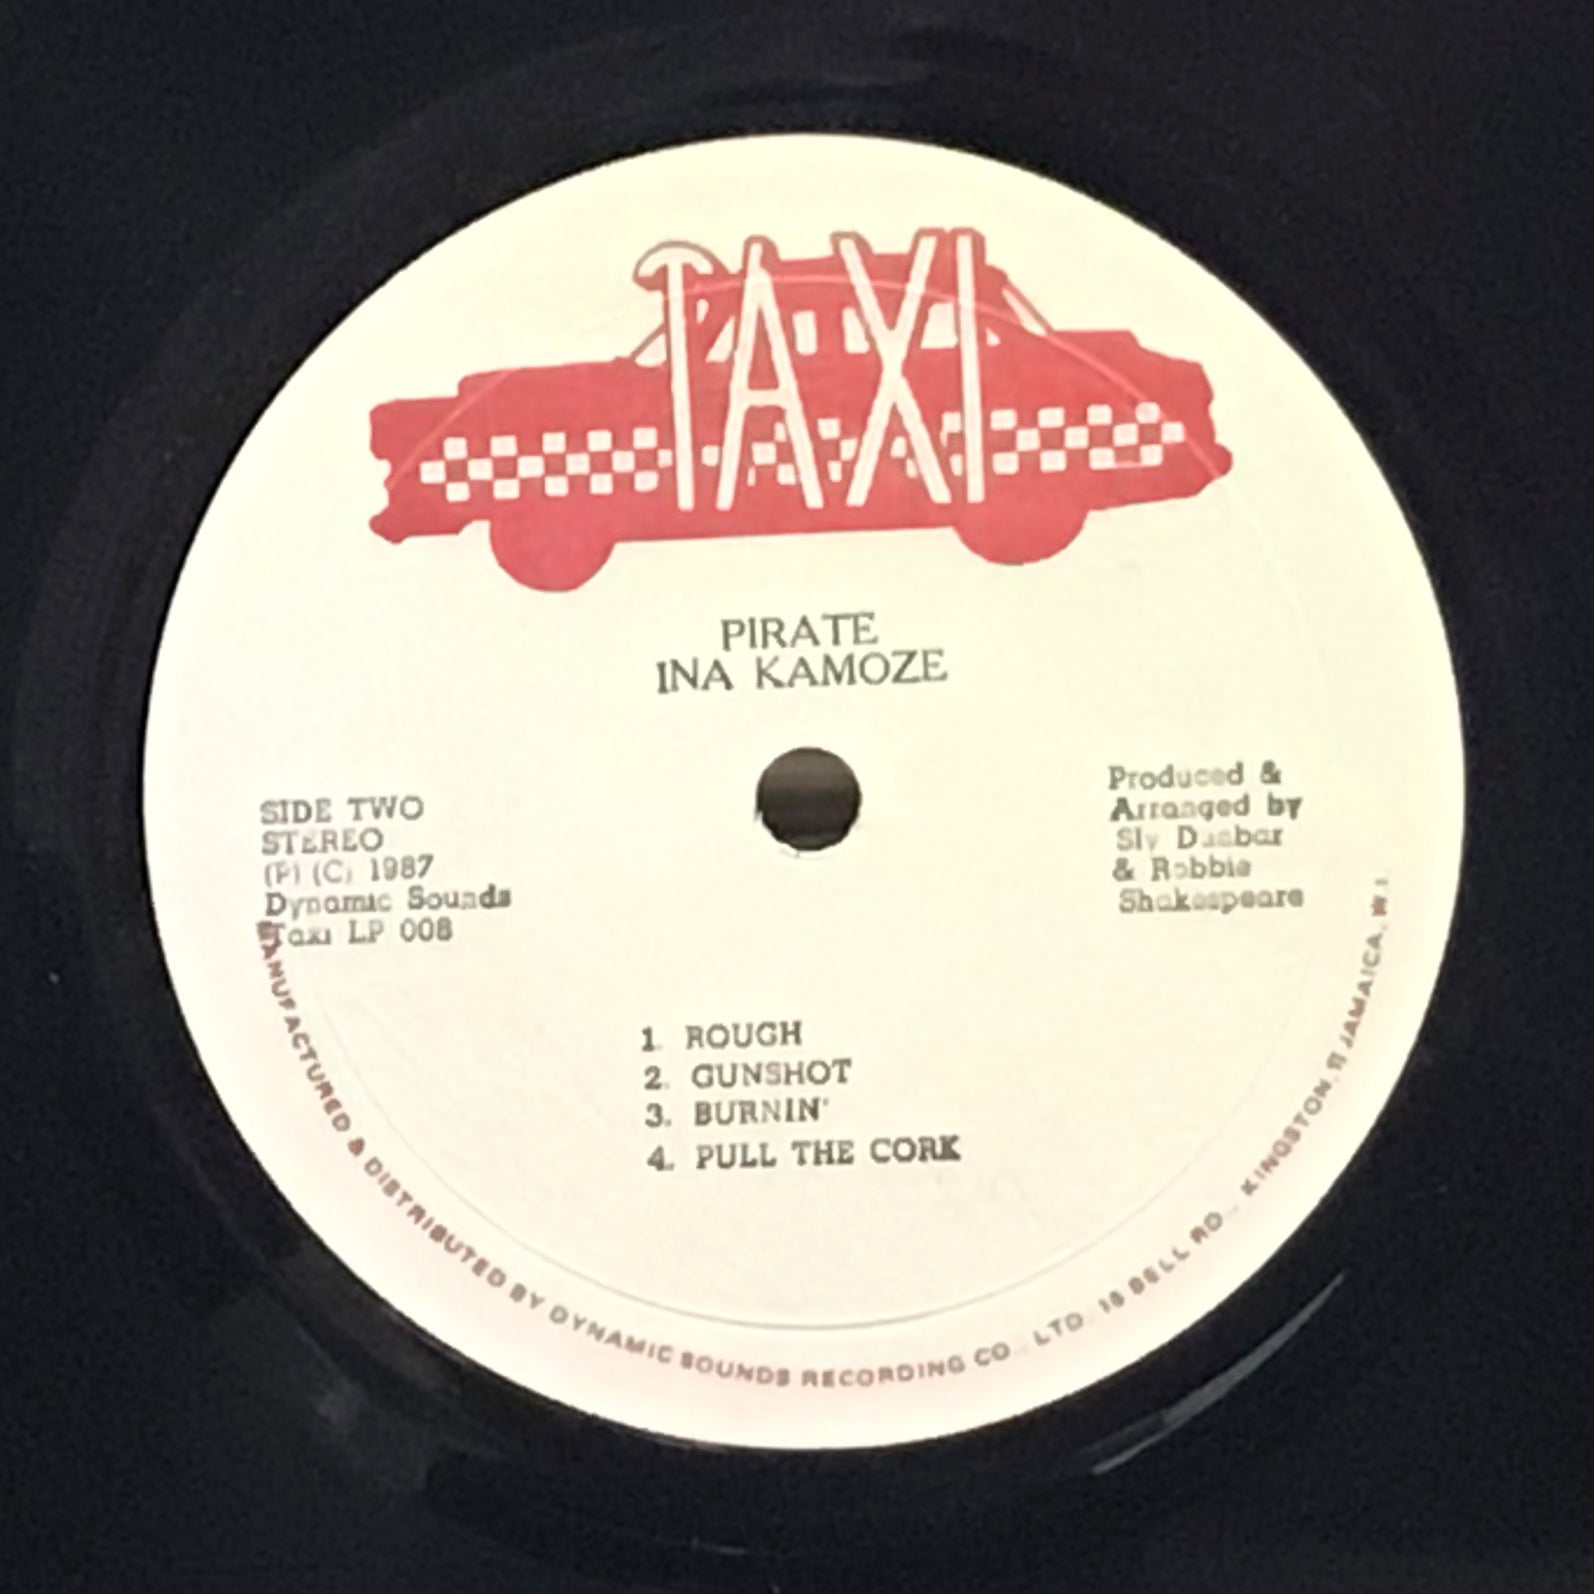 TAXI
PIRATE
INA KAMOZE
SIDE TWO
STEREO
(P) (C) 1987
Dynamic Sounds
Taxi LP 008
Produced &
Arranged by
Sly Dunbar
& Robbie
Shakespeare
1. ROUGH
2. GUNSHOT
3. BURNIN'
4. PULL THE CORK
MANUFACTURED & DISTRIBUTED BY DYNAMIC SOUNDS RECORDING CO., LTD. 15 BELL RD., KINGSTON, 11 JAMAICA, W.I.